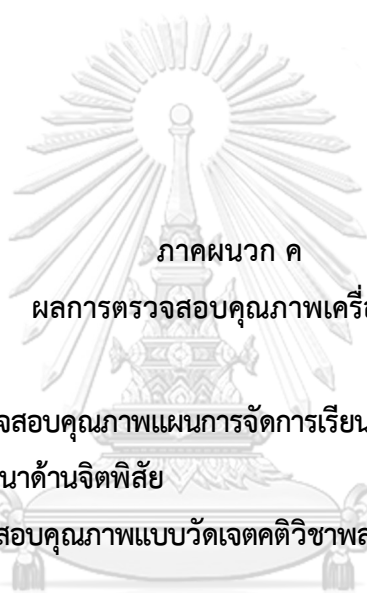 ภาคผนวก ค
ผลการตรวจสอบคุณภาพเครื่
จสอบคุณภาพแผนการจัดการเรียน
นาด้านจิตพิสัย
สอบคุณภาพแบบวัดเจตคติวิชาพล